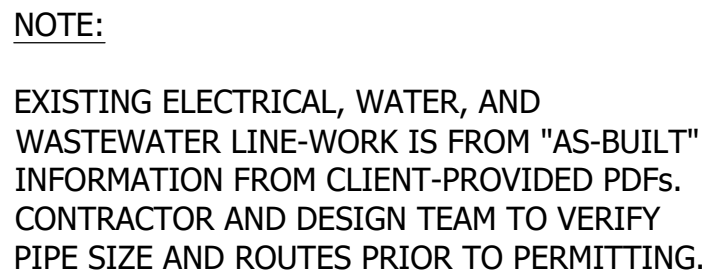 NOTE:
EXISTING ELECTRICAL, WATER, AND
WASTEWATER LINE-WORK IS FROM "AS-BUILT"
INFORMATION FROM CLIENT-PROVIDED PDFs.
CONTRACTOR AND DESIGN TEAM TO VERIFY
PIPE SIZE AND ROUTES PRIOR TO PERMITTING.